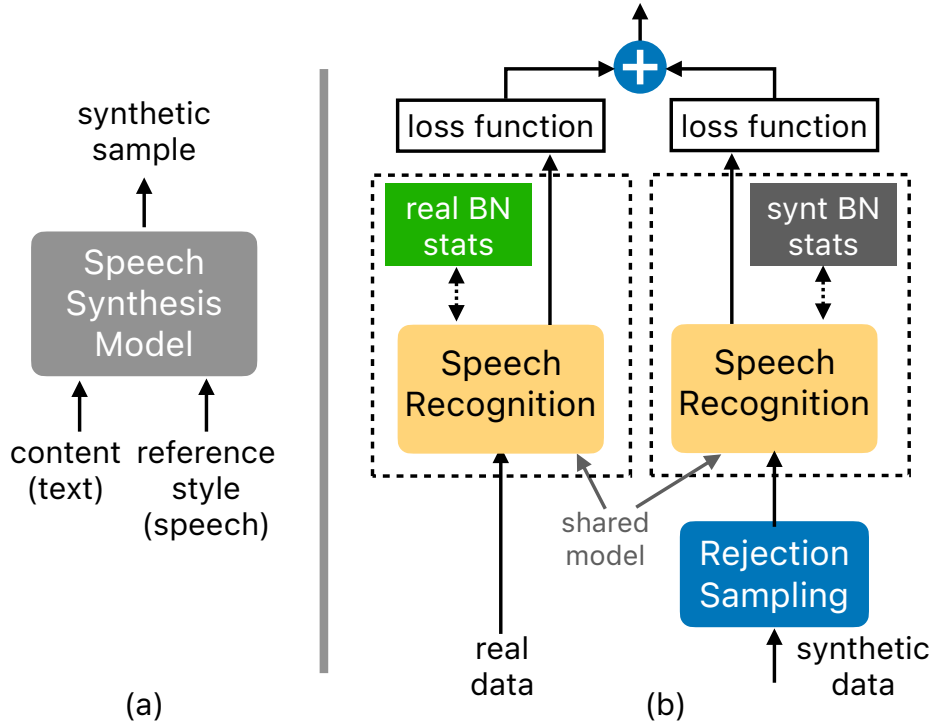 synthetic
sample
Speech
Synthesis
Model
content
(text)
reference
style
(speech)
(a)
loss function
loss function
real BN
stats
synt BN
stats
Speech
Recognition
Speech
Recognition
shared
model
Rejection
Sampling
real
data
synthetic
data
(b)